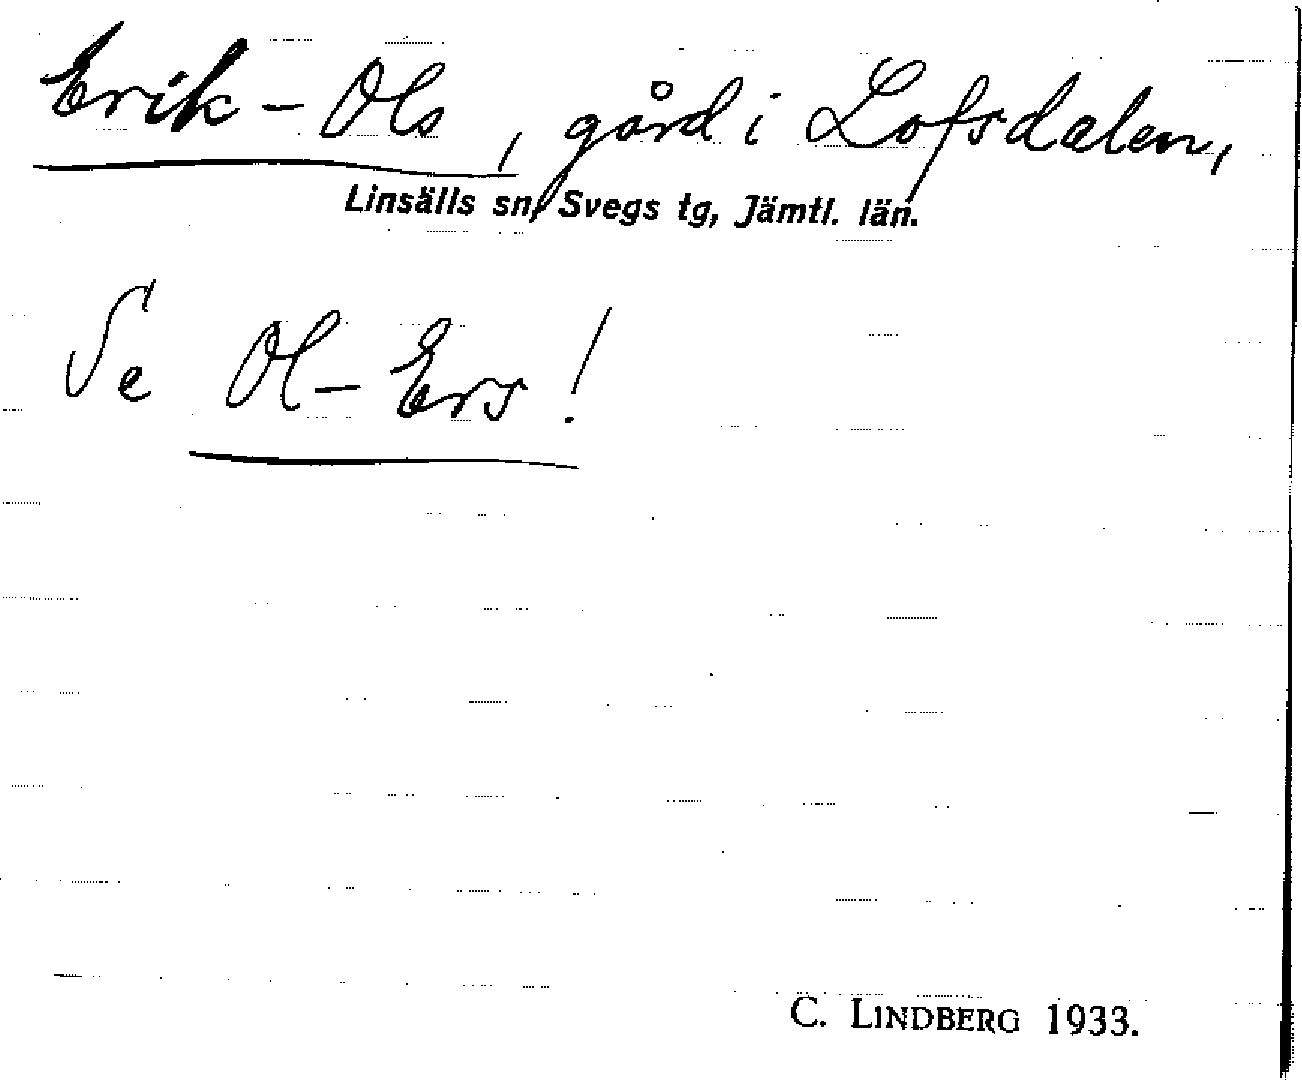 Erik-Ols, gård i Lofsdalen,
Linsälls sn, Svegs tg, Jämtl. län.
Se Ol-Ers!
C. LINDBERG 1933.